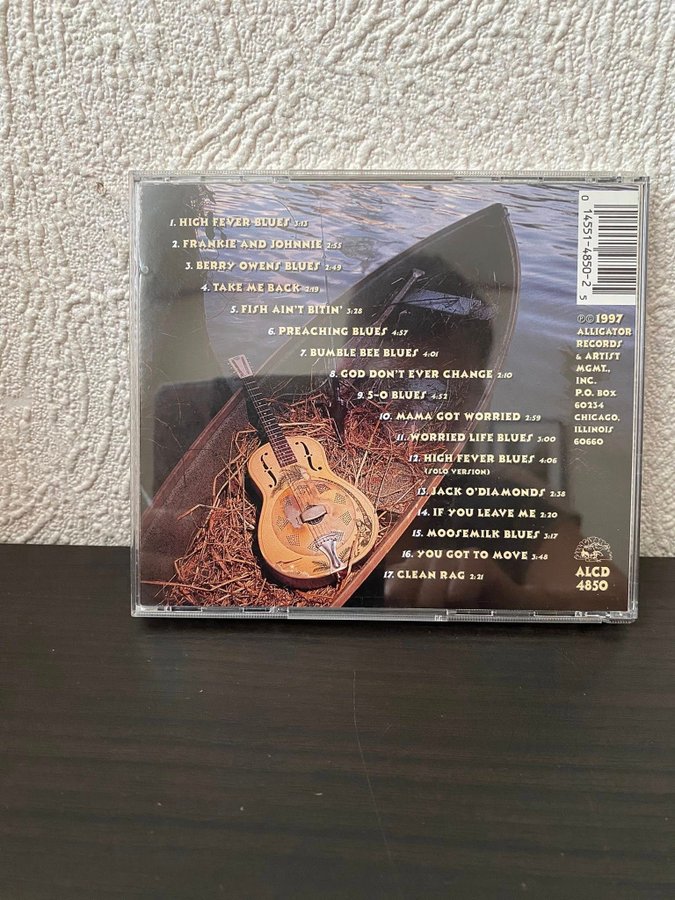 1. HIGH FEVER BLUES 3:13
2. FRANKIE AND JOHNNIE 2:55
3. BERRY OWENS BLUES 2:49
4. TAKE ME BACK 2:19
5. FISH AIN'T BITIN' 3:28
6. PREACHING BLUES 4:57
7. BUMBLE BEE BLUES 4:01
8. GOD DON'T EVER CHANGE 2:10
9. 5-0 BLUES 4:52
10. MAMA GOT WORRIED 2:59
11. WORRIED LIFE BLUES 3:00
12. HIGH FEVER BLUES 4:06
(SOLO VERSION)
13. JACK O'DIAMONDS 2:38
14. IF YOU LEAVE ME 2:20
15. MOOSEMILK BLUES 3:17
16. YOU GOT TO MOVE 3:48
17. CLEAN RAG 2:21
0 14551-4850-2 5
℗© 1997
ALLIGATOR
RECORDS
& ARTIST
MGMT.,
INC.
P.O. BOX
60234
CHICAGO,
ILLINOIS
60660
ALCD
4850